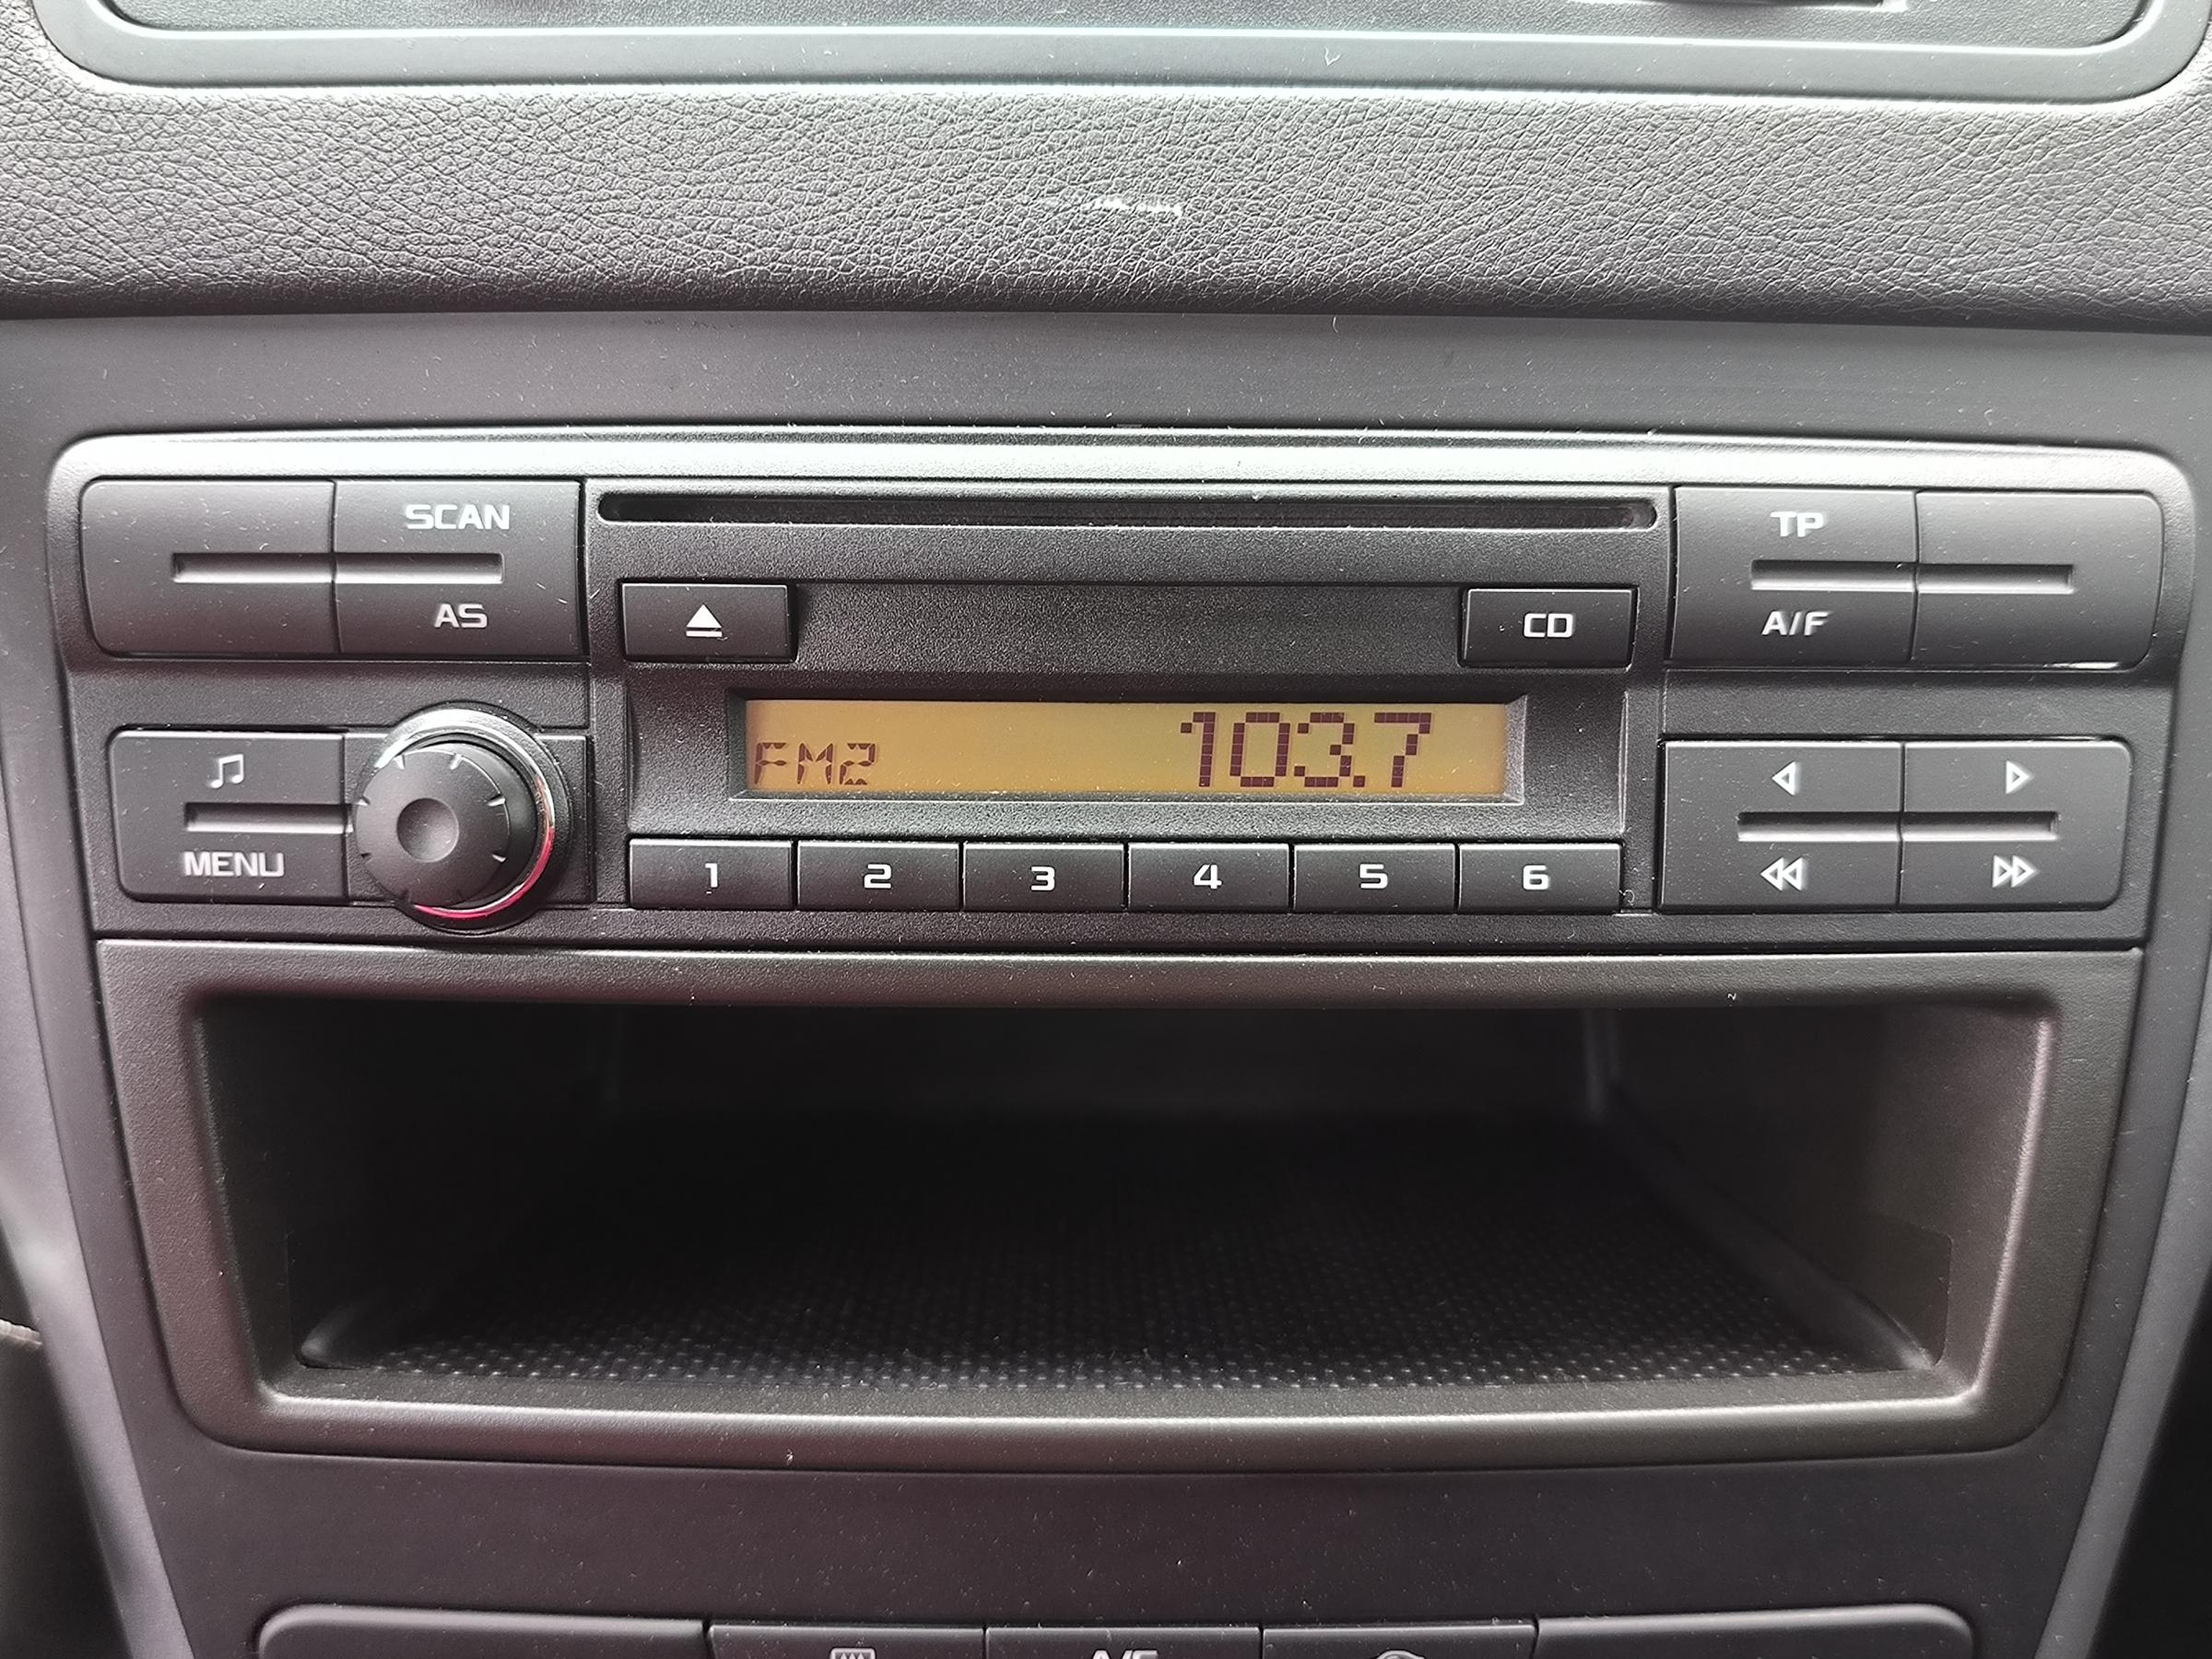 SCAN
AS
TP
A/F
CD
FM2 103.7
MENU
1 2 3 4 5 6